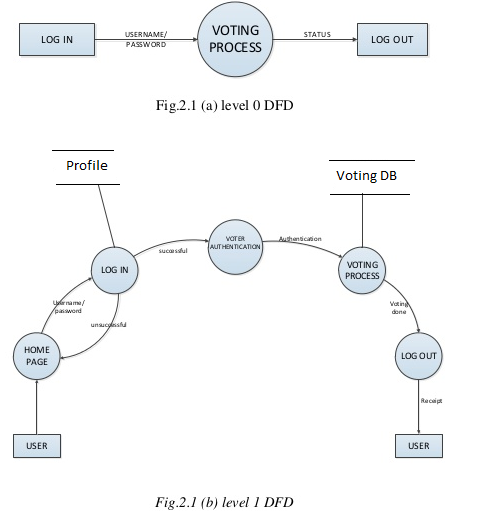 LOG IN
USERNAME/
PASSWORD
VOTING
PROCESS
STATUS
LOG OUT
Fig.2.1 (a) level 0 DFD
Profile
Voting DB
LOG IN
successful
VOTER
AUTHENTICATION
Authentication
VOTING
PROCESS
Username/
password
unsuccessful
Voting
done
HOME
PAGE
LOG OUT
Receipt
USER
USER
Fig.2.1 (b) level 1 DFD